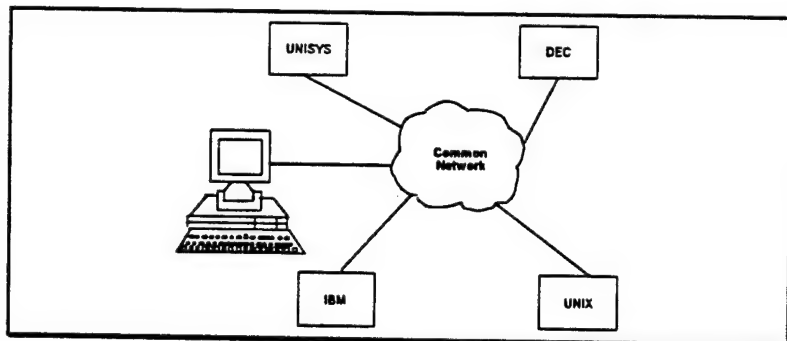 UNISYS
DEC
Common
Network
IBM
UNIX